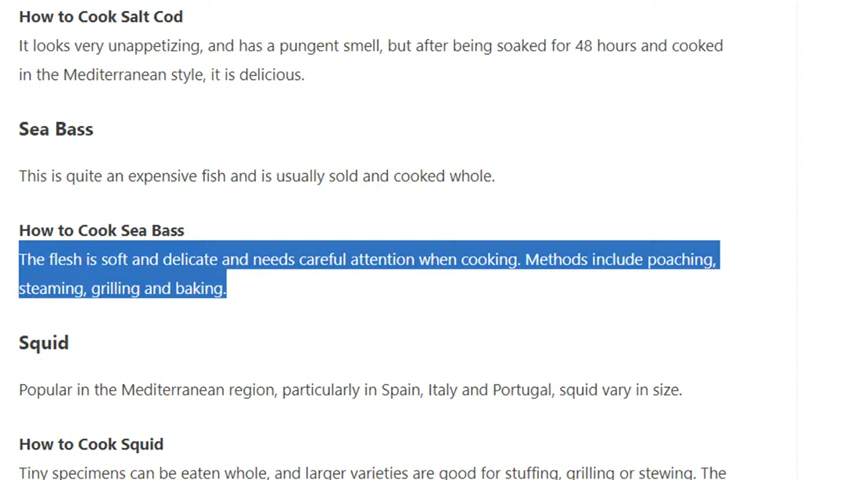 How to Cook Salt Cod
It looks very unappetizing, and has a pungent smell, but after being soaked for 48 hours and cooked
in the Mediterranean style, it is delicious.
Sea Bass
This is quite an expensive fish and is usually sold and cooked whole.
How to Cook Sea Bass
The flesh is soft and delicate and needs careful attention when cooking. Methods include poaching,
steaming, grilling and baking.
Squid
Popular in the Mediterranean region, particularly in Spain, Italy and Portugal, squid vary in size.
How to Cook Squid
Tiny specimens can be eaten whole, and larger varieties are good for stuffing, grilling or stewing. The